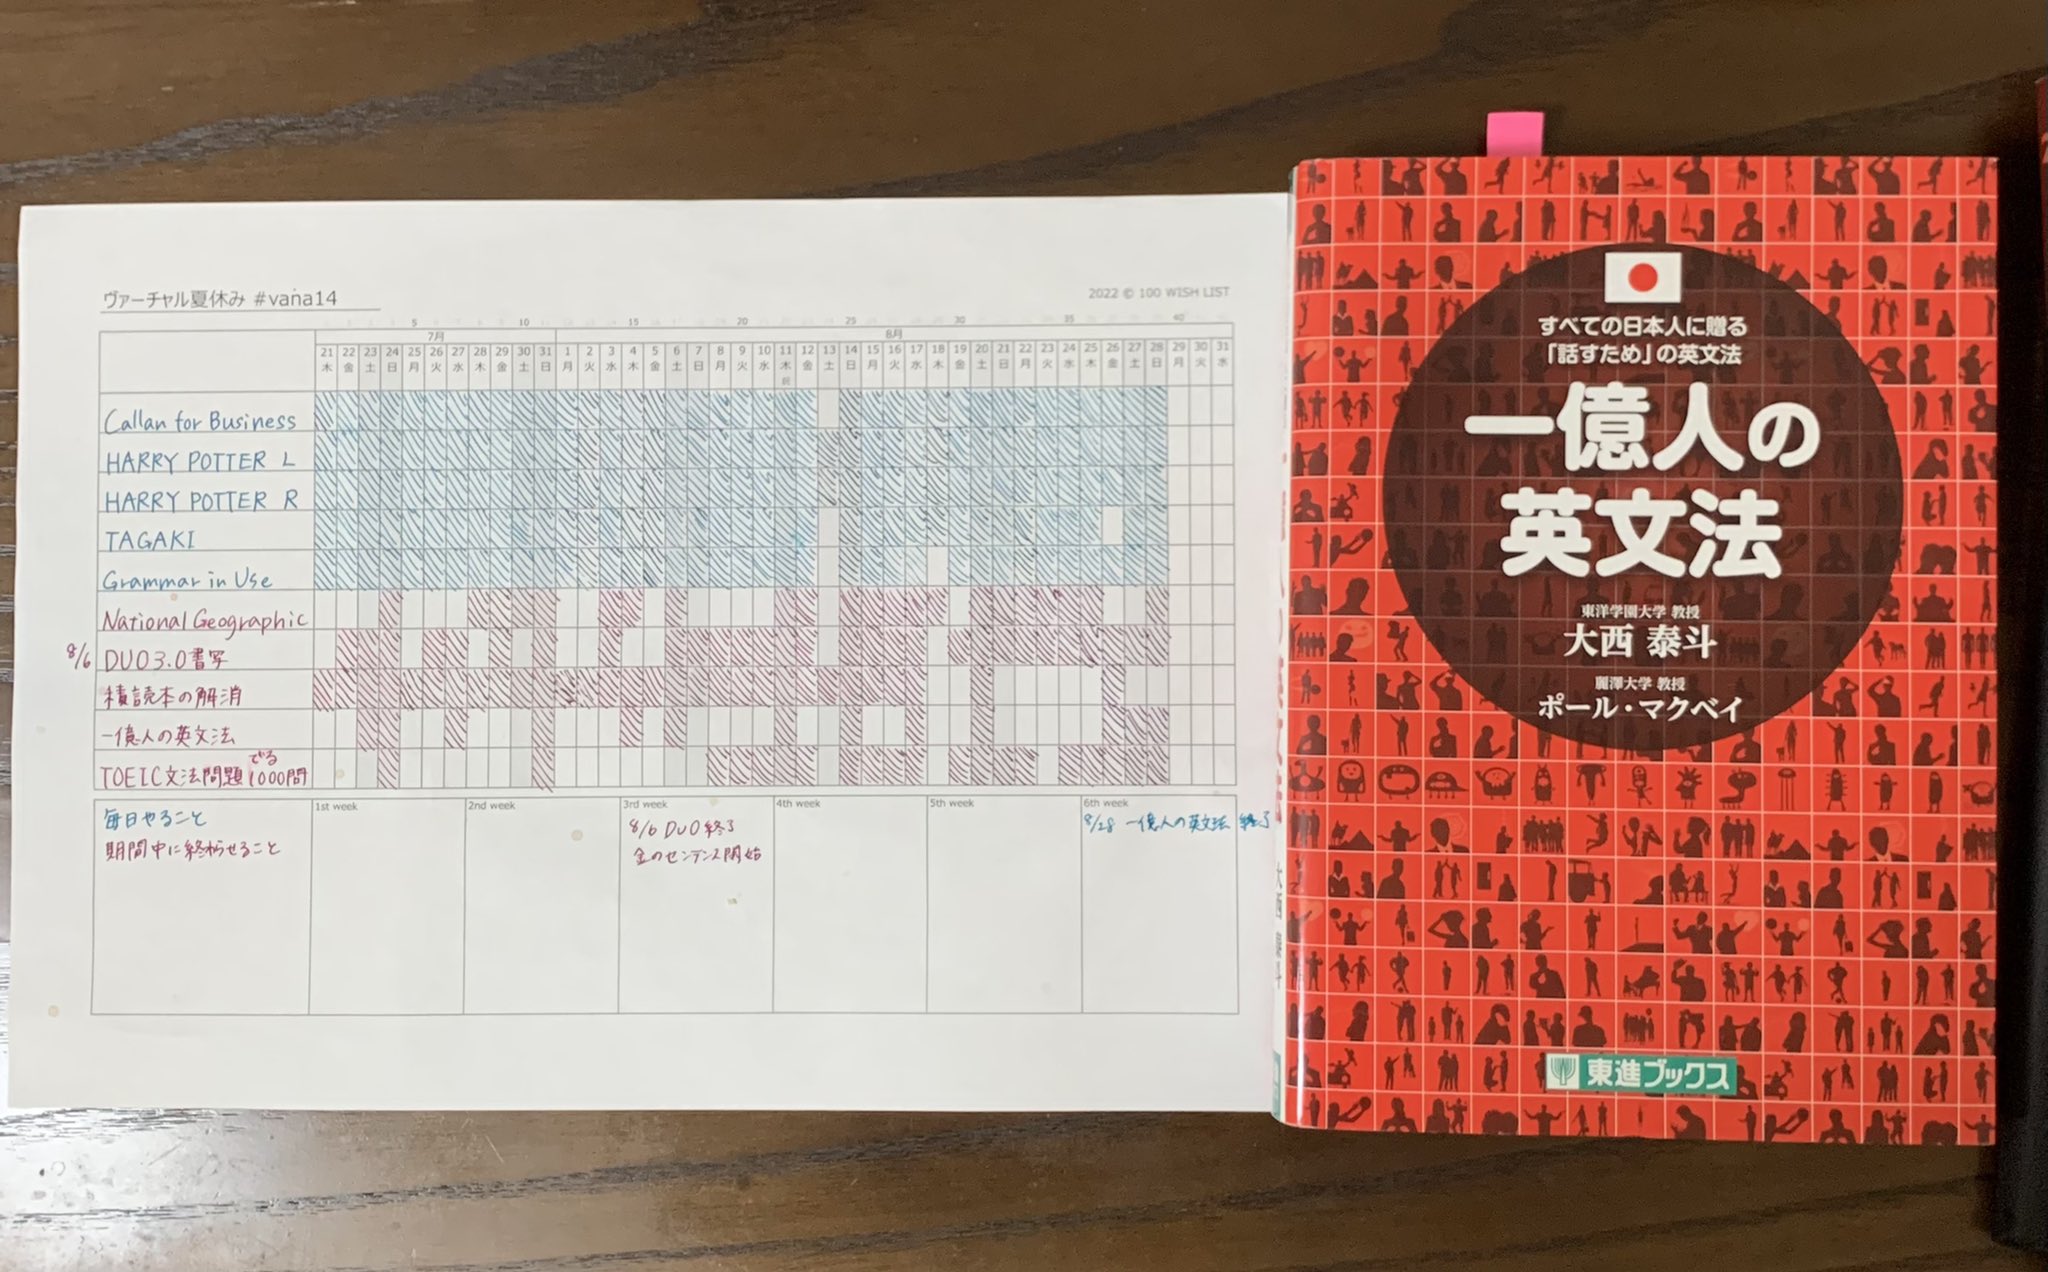 ヴァーチャル夏休み #vana14
2022 © 100 WISH LIST
5 10 15 20 25 30 35 40
7月 8月
21 22 23 24 25 26 27 28 29 30 31 1 2 3 4 5 6 7 8 9 10 11 12 13 14 15 16 17 18 19 20 21 22 23 24 25 26 27 28 29 30 31
木 金 土 日 月 火 水 木 金 土 日 月 火 水 木 金 土 日 月 火 水 木 金 土 日 月 火 水 木 金 土 日 月 火 水 木 金 土 日 月 火 水
祝
Callan for Business
HARRY POTTER L
HARRY POTTER R
TAGAKI
Grammar in Use
National Geographic
8/6 DUO3.0書写
積読本の解消
一億人の英文法
TOEIC文法問題 でる1000問
毎日やること
期間中に終わらせること
1st week
2nd week
3rd week
8/6 DUO終了
金のセンテンス開始
4th week
5th week
6th week
8/28 一億人の英文法 終了
すべての日本人に贈る
「話すため」の英文法
一億人の
英文法
東洋学園大学 教授
大西 泰斗
麗澤大学 教授
ポール・マクベイ
東進ブックス